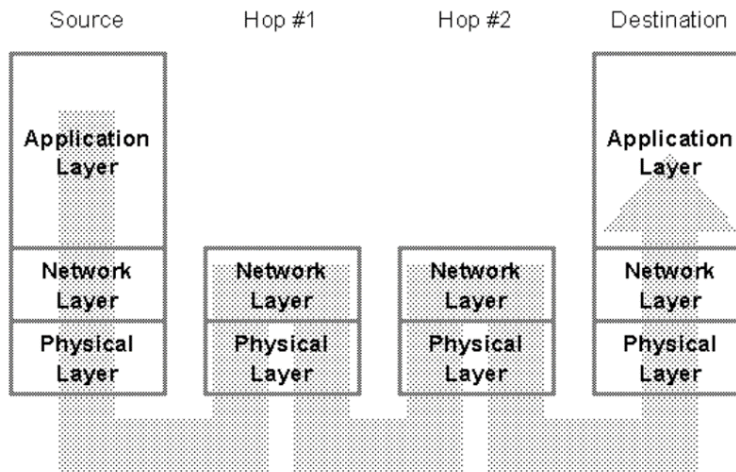 Source Hop #1 Hop #2 Destination
Application
Layer
Application
Layer
Network
Layer
Network
Layer
Network
Layer
Network
Layer
Physical
Layer
Physical
Layer
Physical
Layer
Physical
Layer